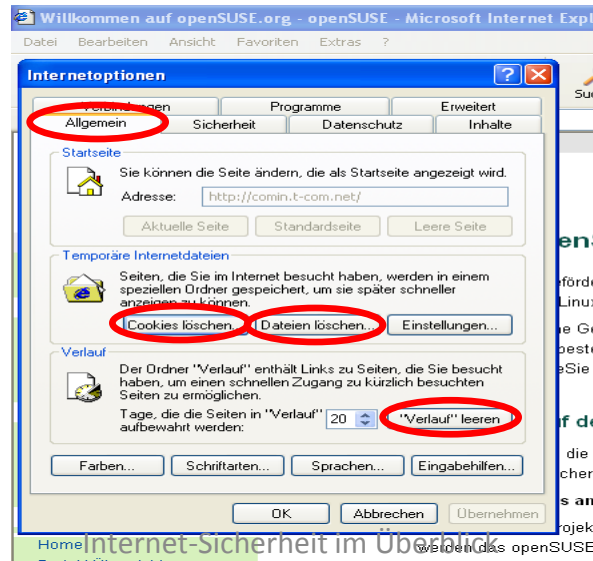 Willkommen auf openSUSE.org - openSUSE - Microsoft Internet Expl
Datei Bearbeiten Ansicht Favoriten Extras ?
Internetoptionen
Verbindungen Programme Erweitert
Allgemein Sicherheit Datenschutz Inhalte
Startseite
Sie können die Seite ändern, die als Startseite angezeigt wird.
Adresse: http://comin.t-com.net/
Aktuelle Seite Standardseite Leere Seite
Temporäre Internetdateien
Seiten, die Sie im Internet besucht haben, werden in einem
speziellen Ordner gespeichert, um sie später schneller
anzeigen zu können.
Cookies löschen... Dateien löschen... Einstellungen...
Verlauf
Der Ordner "Verlauf" enthält Links zu Seiten, die Sie besucht
haben, um einen schnellen Zugang zu kürzlich besuchten
Seiten zu ermöglichen.
Tage, die die Seiten in "Verlauf"
aufbewahrt werden: 20 "Verlauf" leeren
Farben... Schriftarten... Sprachen... Eingabehilfen...
OK Abbrechen Übernehmen
Home
Internet-Sicherheit im Überblick
werden das openSUSE